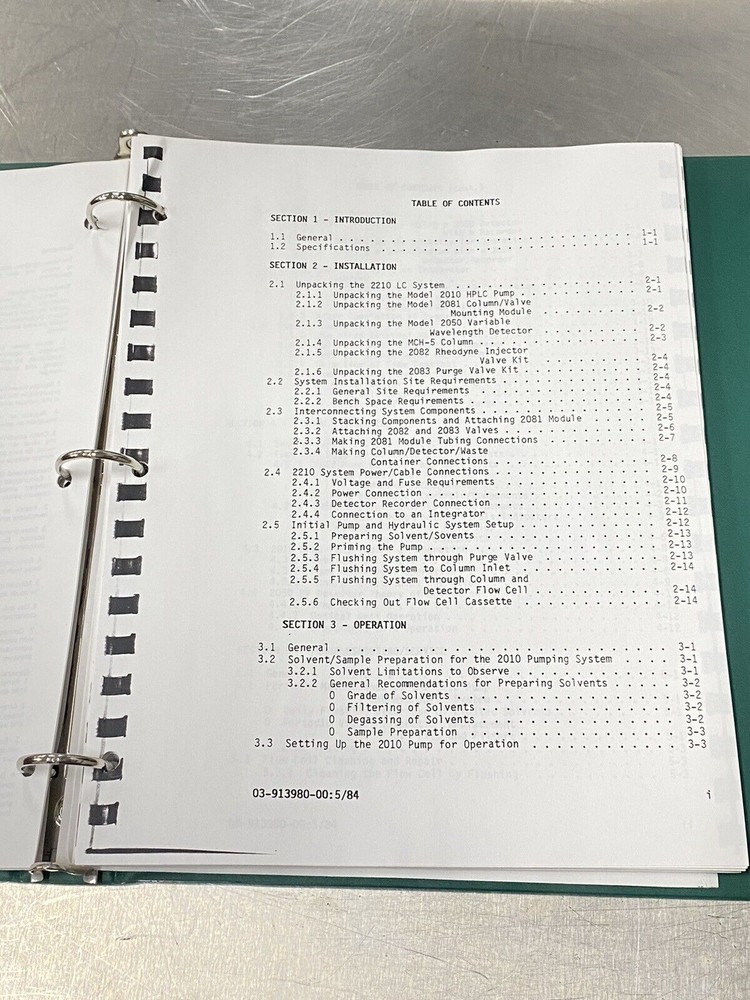 TABLE OF CONTENTS
SECTION 1 - INTRODUCTION
1.1 General . . . . . . . . . . . . . . . . . . . . . . . . . . . . . 1-1
1.2 Specifications . . . . . . . . . . . . . . . . . . . . . . . . . 1-1
SECTION 2 - INSTALLATION
2.1 Unpacking the 2210 LC System . . . . . . . . . . . . . . . . 2-1
2.1.1 Unpacking the Model 2010 HPLC Pump . . . . . . . . . . 2-1
2.1.2 Unpacking the Model 2081 Column/Valve
Mounting Module . . . . . . . . . . 2-2
2.1.3 Unpacking the Model 2050 Variable
Wavelength Detector . . . . . . . . . . 2-2
2.1.4 Unpacking the MCH-5 Column . . . . . . . . . . . . . . 2-3
2.1.5 Unpacking the 2082 Rheodyne Injector
Valve Kit . . . . . . . . . . 2-4
2.1.6 Unpacking the 2083 Purge Valve Kit . . . . . . . . . . 2-4
2.2 System Installation Site Requirements . . . . . . . . . . . . 2-4
2.2.1 General Site Requirements . . . . . . . . . . . . . . 2-4
2.2.2 Bench Space Requirements . . . . . . . . . . . . . . . 2-4
2.3 Interconnecting System Components . . . . . . . . . . . . . . 2-5
2.3.1 Stacking Components and Attaching 2081 Module . . . . 2-5
2.3.2 Attaching 2082 and 2083 Valves . . . . . . . . . . . . 2-6
2.3.3 Making 2081 Module Tubing Connections . . . . . . . . 2-7
2.3.4 Making Column/Detector/Waste
Container Connections . . . . . . . . . . . . 2-8
2.4 2210 System Power/Cable Connections . . . . . . . . . . . . . 2-9
2.4.1 Voltage and Fuse Requirements . . . . . . . . . . . . 2-10
2.4.2 Power Connection . . . . . . . . . . . . . . . . . . . 2-10
2.4.3 Detector Recorder Connection . . . . . . . . . . . . . 2-11
2.4.4 Connection to an Integrator . . . . . . . . . . . . . 2-12
2.5 Initial Pump and Hydraulic System Setup . . . . . . . . . . . 2-12
2.5.1 Preparing Solvent/Sovents . . . . . . . . . . . . . . 2-13
2.5.2 Priming the Pump . . . . . . . . . . . . . . . . . . . 2-13
2.5.3 Flushing System through Purge Valve . . . . . . . . . 2-13
2.5.4 Flushing System to Column Inlet . . . . . . . . . . . 2-14
2.5.5 Flushing System through Column and
Detector Flow Cell . . . . . . . . . . 2-14
2.5.6 Checking Out Flow Cell Cassette . . . . . . . . . . . 2-14
SECTION 3 - OPERATION
3.1 General . . . . . . . . . . . . . . . . . . . . . . . . . . . 3-1
3.2 Solvent/Sample Preparation for the 2010 Pumping System . . . . 3-1
3.2.1 Solvent Limitations to Observe . . . . . . . . . . . . 3-1
3.2.2 General Recommendations for Preparing Solvents . . . . . 3-2
O Grade of Solvents . . . . . . . . . . . . . . . . . 3-2
O Filtering of Solvents . . . . . . . . . . . . . . . 3-2
O Degassing of Solvents . . . . . . . . . . . . . . . 3-2
O Sample Preparation . . . . . . . . . . . . . . . . . 3-3
3.3 Setting Up the 2010 Pump for Operation . . . . . . . . . . . 3-3
03-913980-00:5/84 i